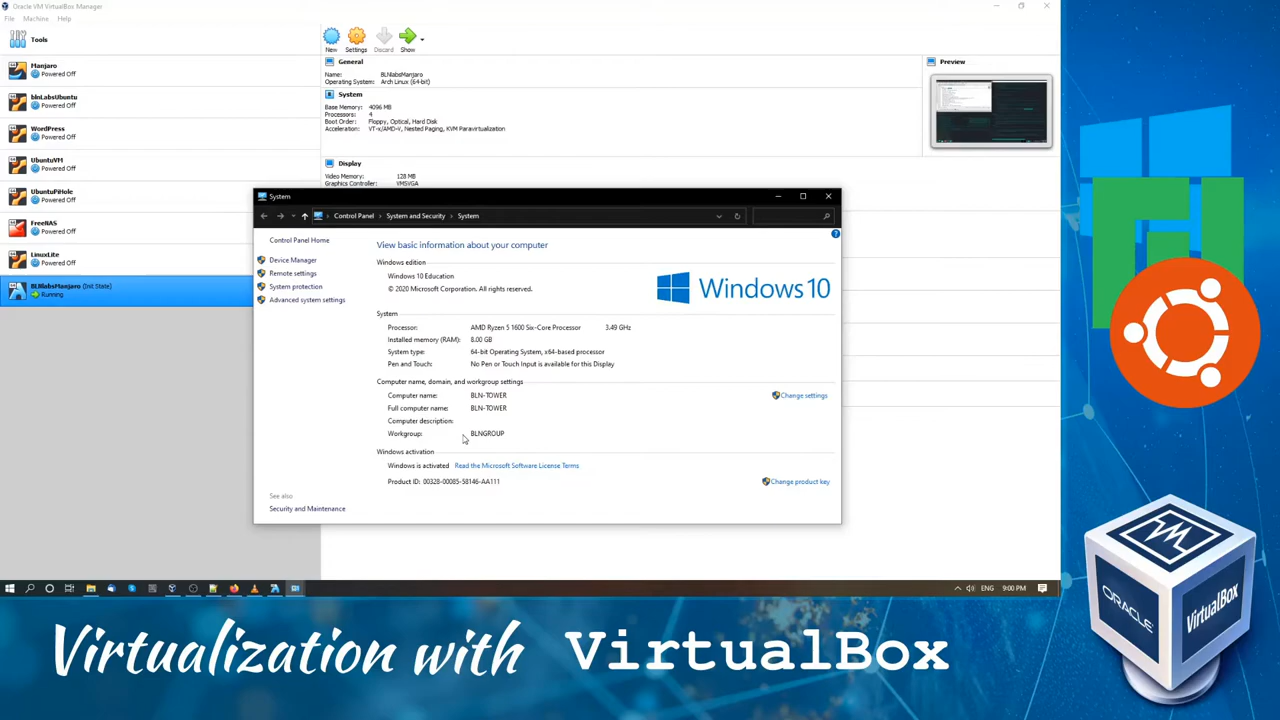 Oracle VM VirtualBox Manager
File Machine Help
Tools
New Settings Discard Show
Manjaro
Powered Off
blnLabsUbuntu
Powered Off
WordPress
Powered Off
UbuntuVM
Powered Off
UbuntuPiHole
Powered Off
FreeNAS
Powered Off
LinuxLite
Powered Off
BLNlabsManjaro (Init State)
Running
General
Name: BLNlabsManjaro
Operating System: Arch Linux (64-bit)
System
Base Memory: 4096 MB
Processors: 4
Boot Order: Floppy, Optical, Hard Disk
Acceleration: VT-x/AMD-V, Nested Paging, KVM Paravirtualization
Display
Video Memory: 128 MB
Graphics Controller: VMSVGA
Preview
System
Control Panel > System and Security > System
Control Panel Home
Device Manager
Remote settings
System protection
Advanced system settings
See also
Security and Maintenance
View basic information about your computer
Windows edition
Windows 10 Education
© 2020 Microsoft Corporation. All rights reserved.
Windows 10
System
Processor: AMD Ryzen 5 1600 Six-Core Processor 3.49 GHz
Installed memory (RAM): 8.00 GB
System type: 64-bit Operating System, x64-based processor
Pen and Touch: No Pen or Touch Input is available for this Display
Computer name, domain, and workgroup settings
Computer name: BLN-TOWER
Change settings
Full computer name: BLN-TOWER
Computer description:
Workgroup: BLNGROUP
Windows activation
Windows is activated Read the Microsoft Software License Terms
Product ID: 00328-00085-58146-AA111
Change product key
ENG 9:00 PM
Virtualization with VirtualBox
ORACLE
VirtualBox